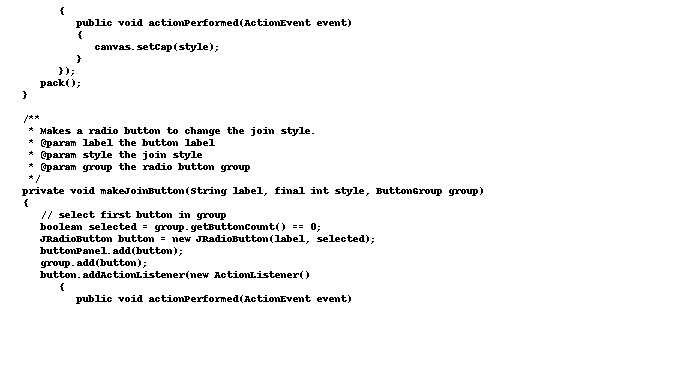 {
public void actionPerformed(ActionEvent event)
{
canvas.setCap(style);
}
});
pack();
}
/**
* Makes a radio button to change the join style.
* @param label the button label
* @param style the join style
* @param group the radio button group
*/
private void makeJoinButton(String label, final int style, ButtonGroup group)
{
// select first button in group
boolean selected = group.getButtonCount() == 0;
JRadioButton button = new JRadioButton(label, selected);
buttonPanel.add(button);
group.add(button);
button.addActionListener(new ActionListener()
{
public void actionPerformed(ActionEvent event)